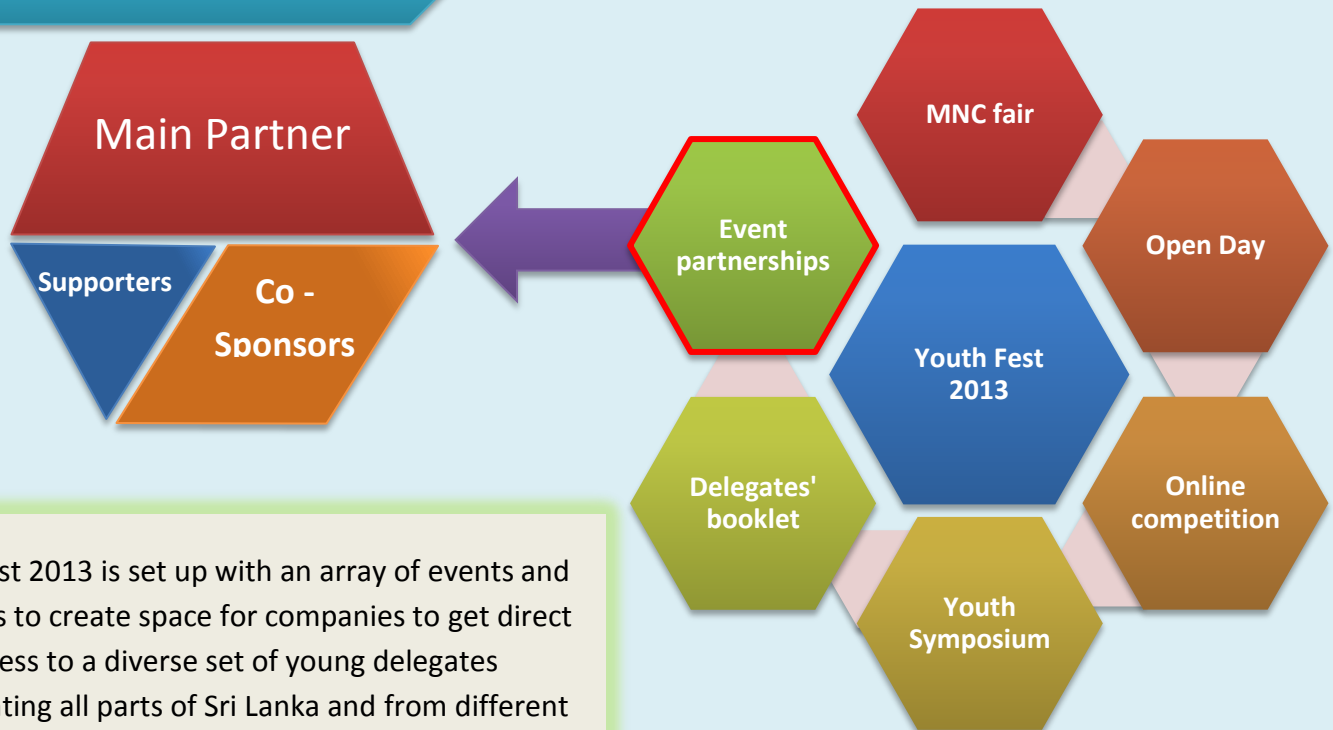 Main Partner
Supporters
Co -
Sponsors
MNC fair
Event
partnerships
Open Day
Youth Fest
2013
Delegates'
booklet
Online
competition
Youth
Symposium
2013 is set up with an array of events and
to create space for companies to get direct
to a diverse set of young delegates
all parts of Sri Lanka and from different